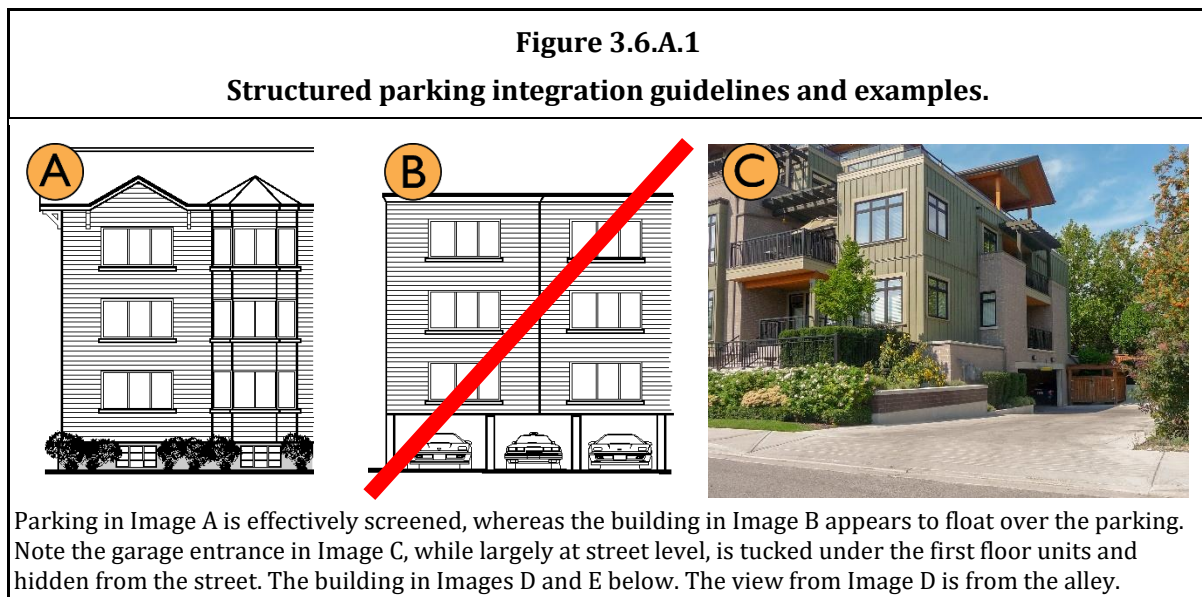 Figure 3.6.A.1
Structured parking integration guidelines and examples.
A
B
C
Parking in Image A is effectively screened, whereas the building in Image B appears to float over the parking.
Note the garage entrance in Image C, while largely at street level, is tucked under the first floor units and
hidden from the street. The building in Images D and E below. The view from Image D is from the alley.